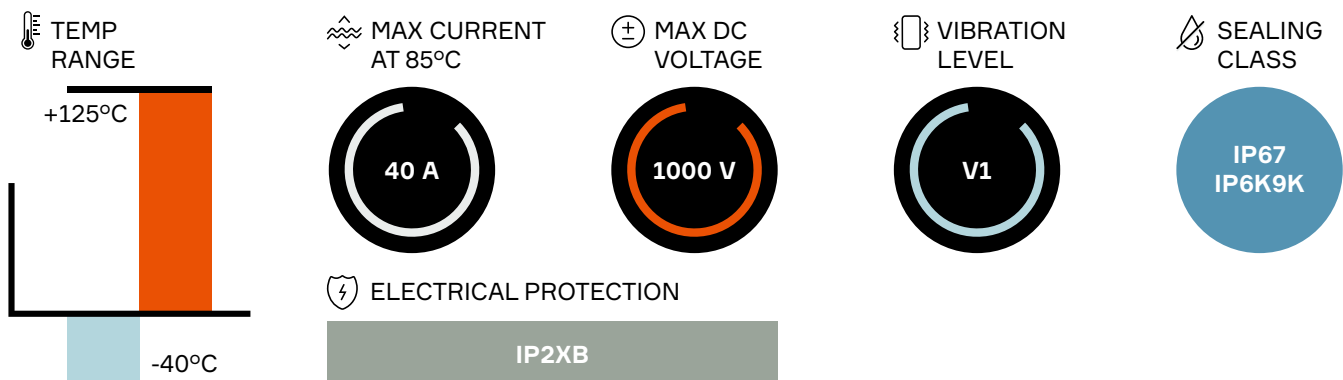 TEMP
RANGE
+125°C
-40°C
MAX CURRENT
AT 85°C
40 A
MAX DC
VOLTAGE
1000 V
VIBRATION
LEVEL
V1
SEALING
CLASS
IP67
IP6K9K
ELECTRICAL PROTECTION
IP2XB